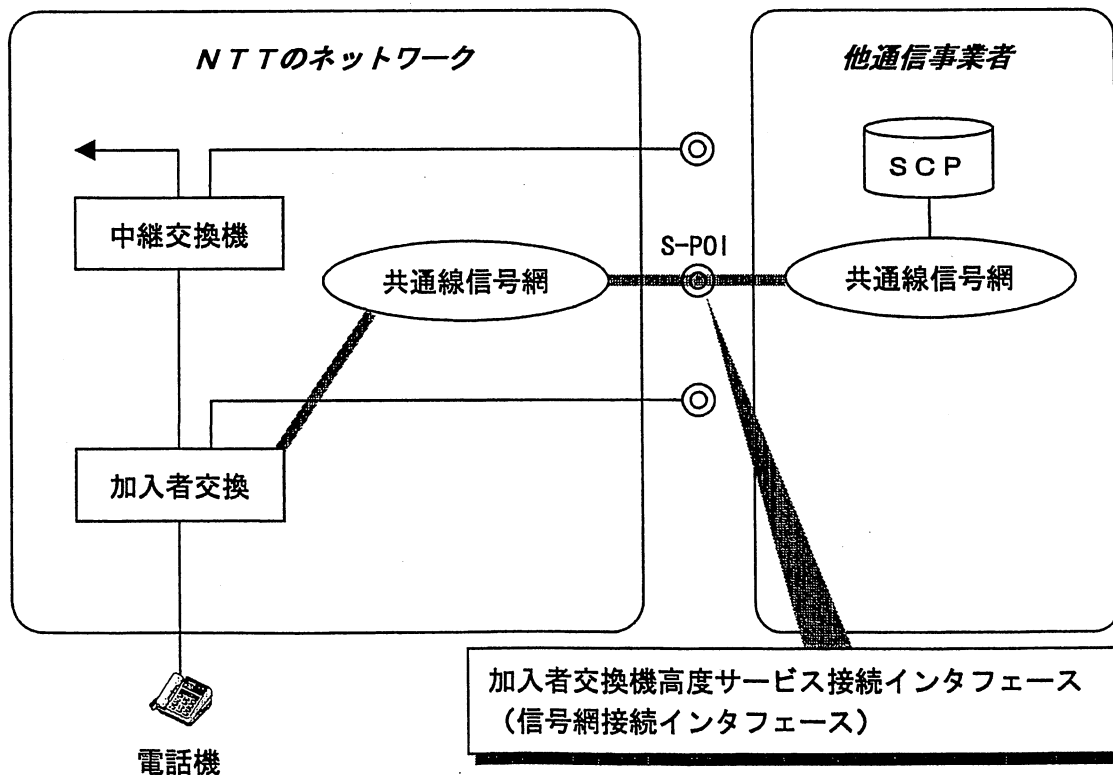 NTTのネットワーク
他通信事業者
SCP
中継交換機
S-POI
共通線信号網
共通線信号網
加入者交換
加入者交換機高度サービス接続インタフェース
（信号網接続インタフェース）
電話機